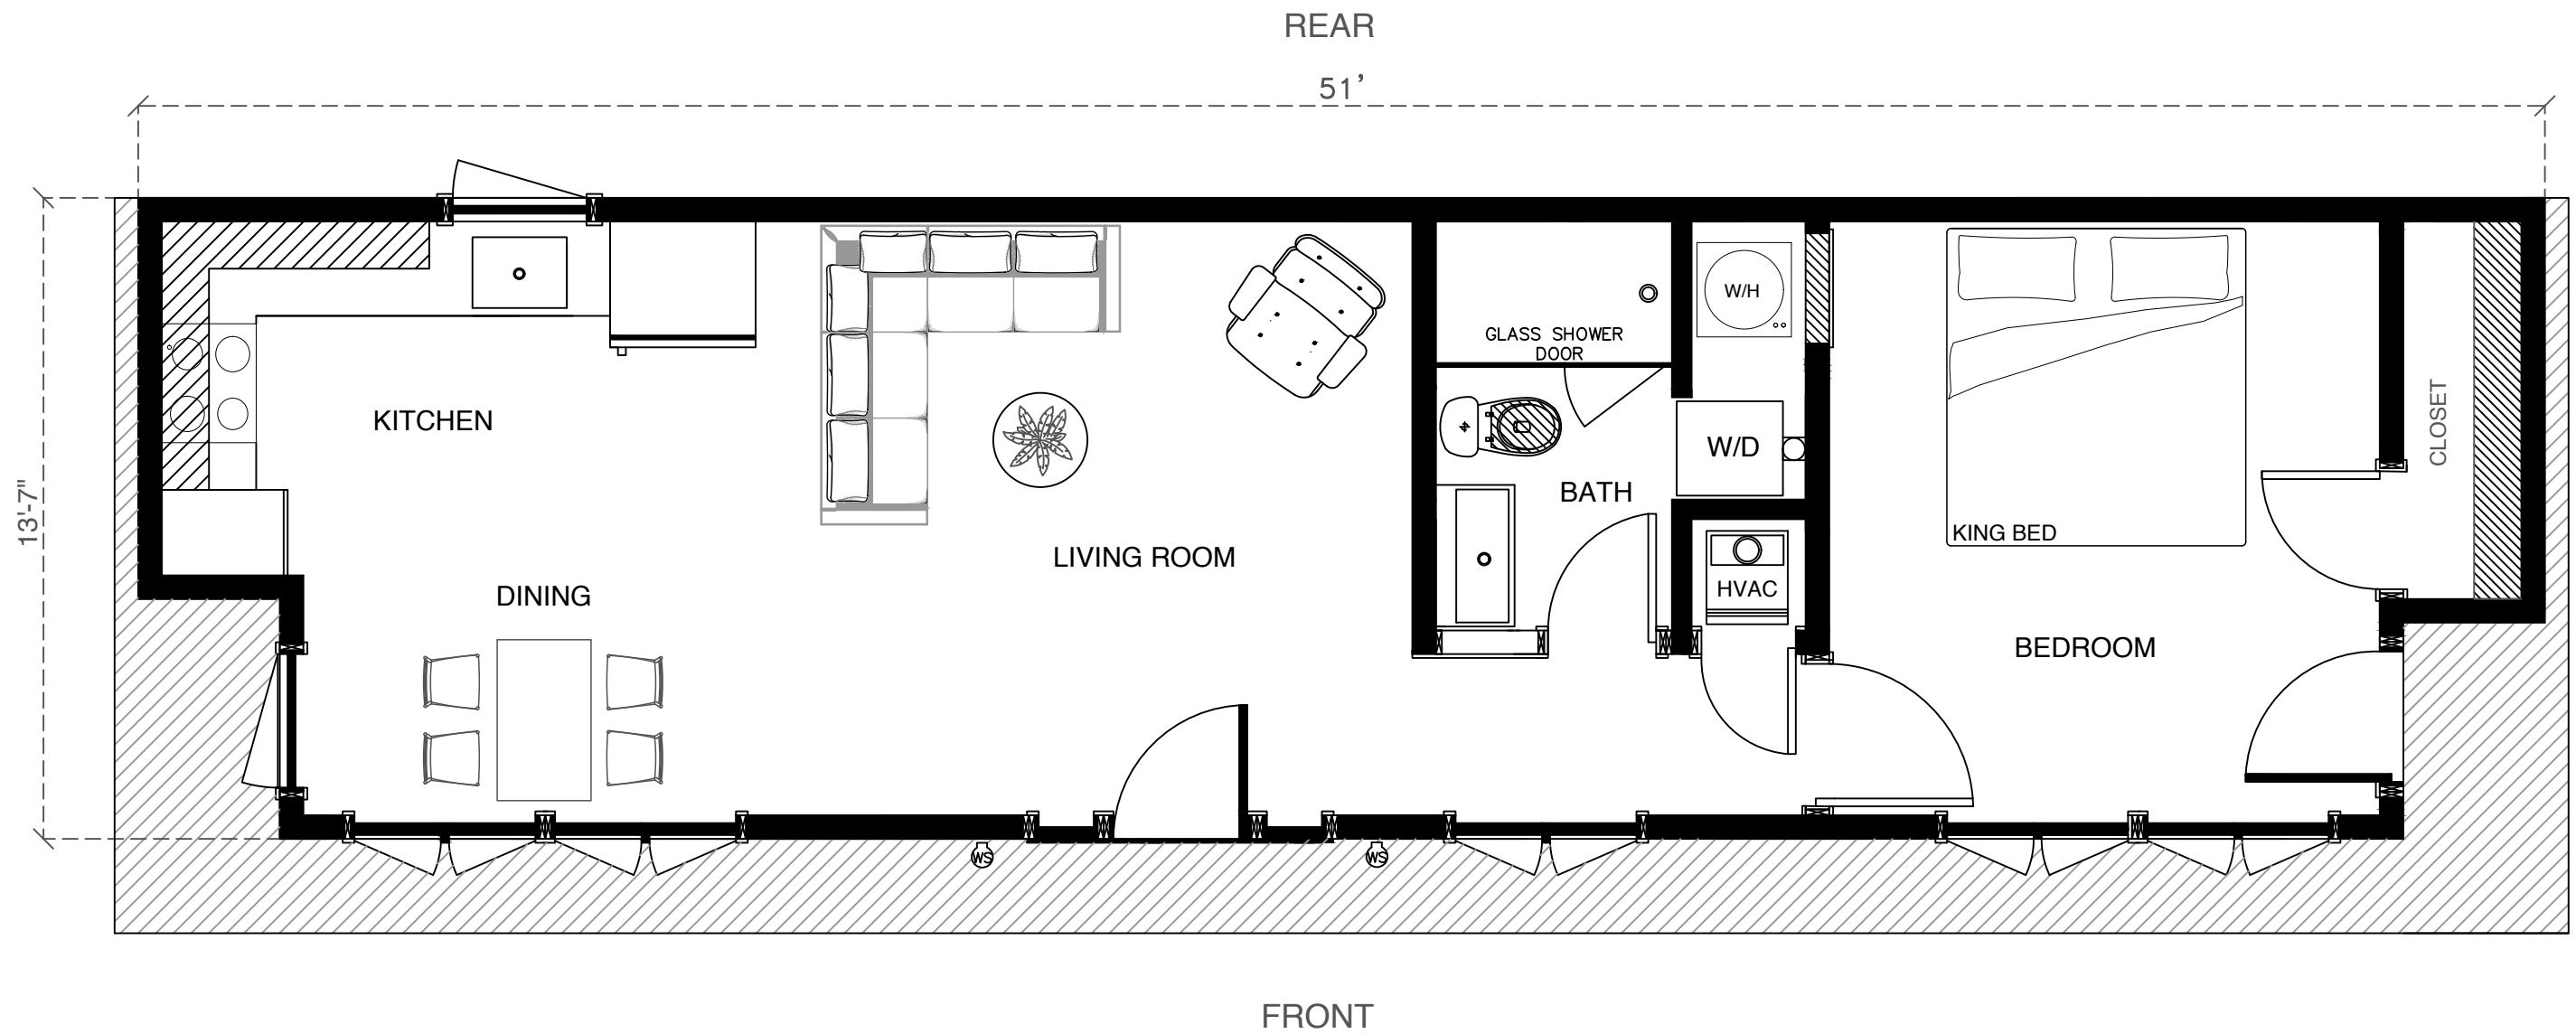 REAR
51’
13'-7"
KITCHEN
DINING
LIVING ROOM
GLASS SHOWER
DOOR
BATH
W/H
W/D
HVAC
KING BED
BEDROOM
CLOSET
WS
WS
FRONT